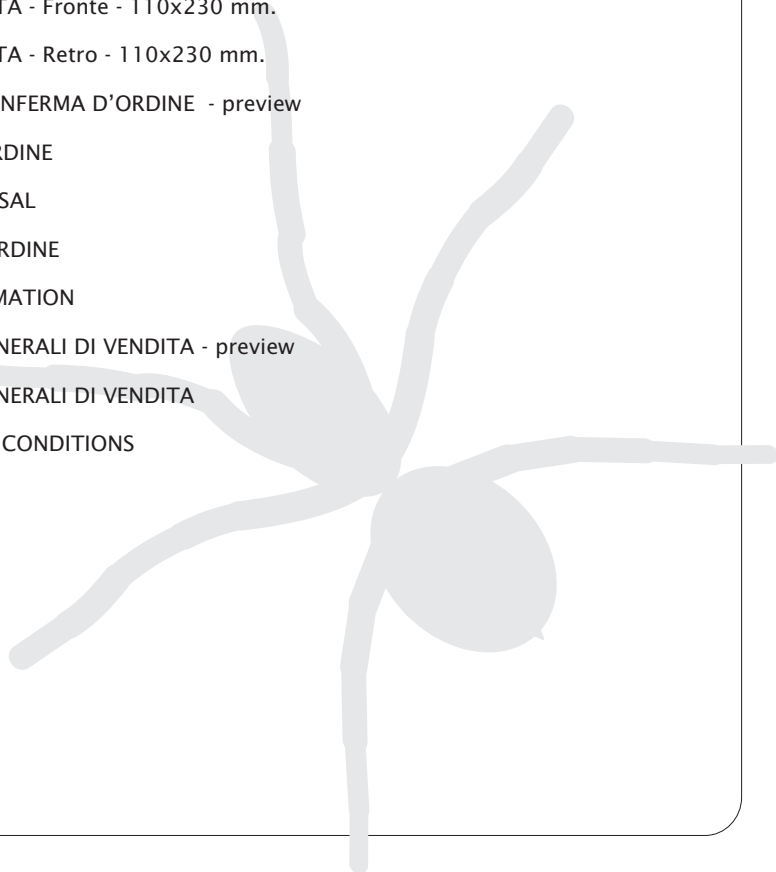 TA - Fronte - 110x230 mm.
TA - Retro - 110x230 mm.
NFERMA D’ORDINE - preview
RDINE
SAL
RDINE
MATION
NERALI DI VENDITA - preview
NERALI DI VENDITA
CONDITIONS